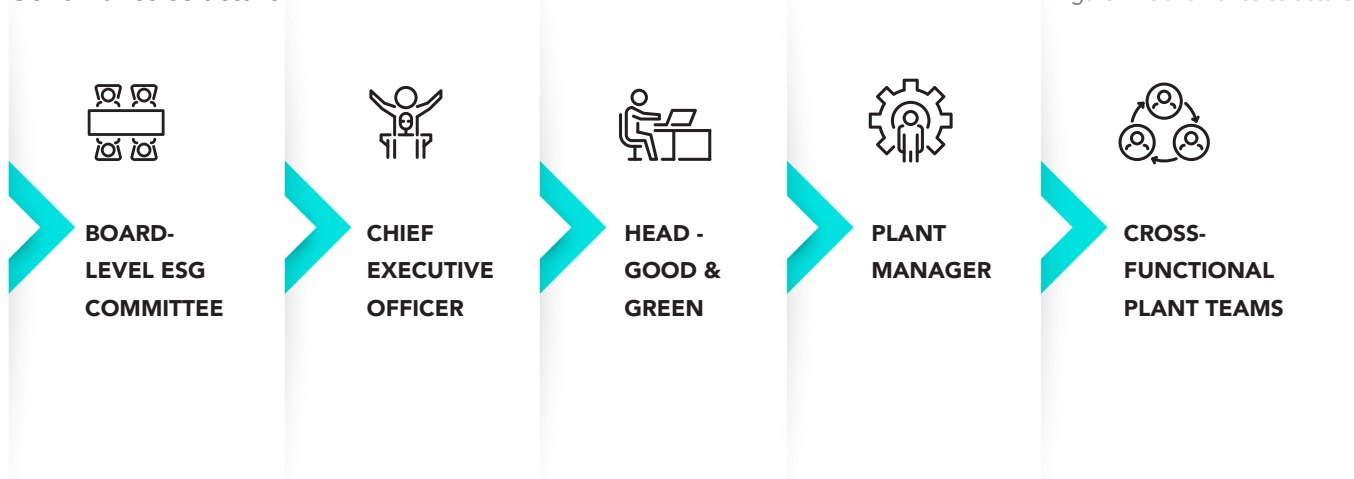 BOARD-
LEVEL ESG
COMMITTEE
CHIEF
EXECUTIVE
OFFICER
HEAD -
GOOD &
GREEN
PLANT
MANAGER
CROSS-
FUNCTIONAL
PLANT TEAMS